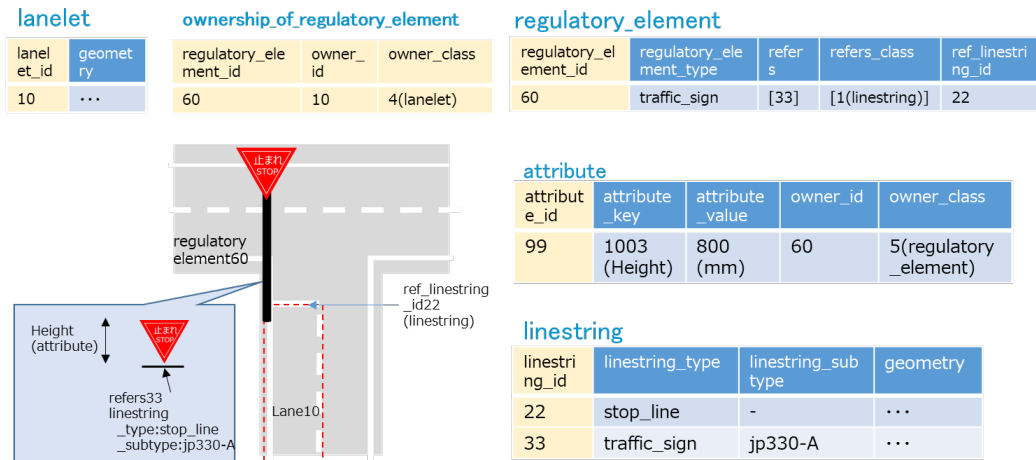 lanelet
lanel
et_id
geomet
ry
10
･･･
ownership_of_regulatory_element
regulatory_ele
ment_id
owner_
id
owner_class
60
10
4(lanelet)
regulatory_element
regulatory_el
ement_id
regulatory_ele
ment_type
refer
s
refers_class
ref_linestri
ng_id
60
traffic_sign
[33]
[1(linestring)]
22
止まれ
STOP
regulatory
element60
ref_linestring
_id22
(linestring)
Lane10
Height
(attribute)
止まれ
STOP
refers33
linestring
_type:stop_line
_subtype:jp330-A
attribute
attribut
e_id
attribute
_key
attribute
_value
owner_id
owner_class
99
1003
(Height)
800
(mm)
60
5(regulatory
_element)
linestring
linestri
ng_id
linestring_type
linestring_sub
type
geometry
22
stop_line
-
･･･
33
traffic_sign
jp330-A
･･･